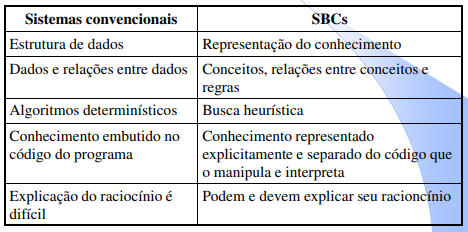 Sistemas convencionais SBCs
Estrutura de dados Representação do conhecimento
Dados e relações entre dados Conceitos, relações entre conceitos e
regras
Algoritmos determinísticos Busca heurística
Conhecimento embutido no Conhecimento representado
código do programa explicitamente e separado do código que
o manipula e interpreta
Explicação do raciocínio é Podem e devem explicar seu racioncínio
difícil